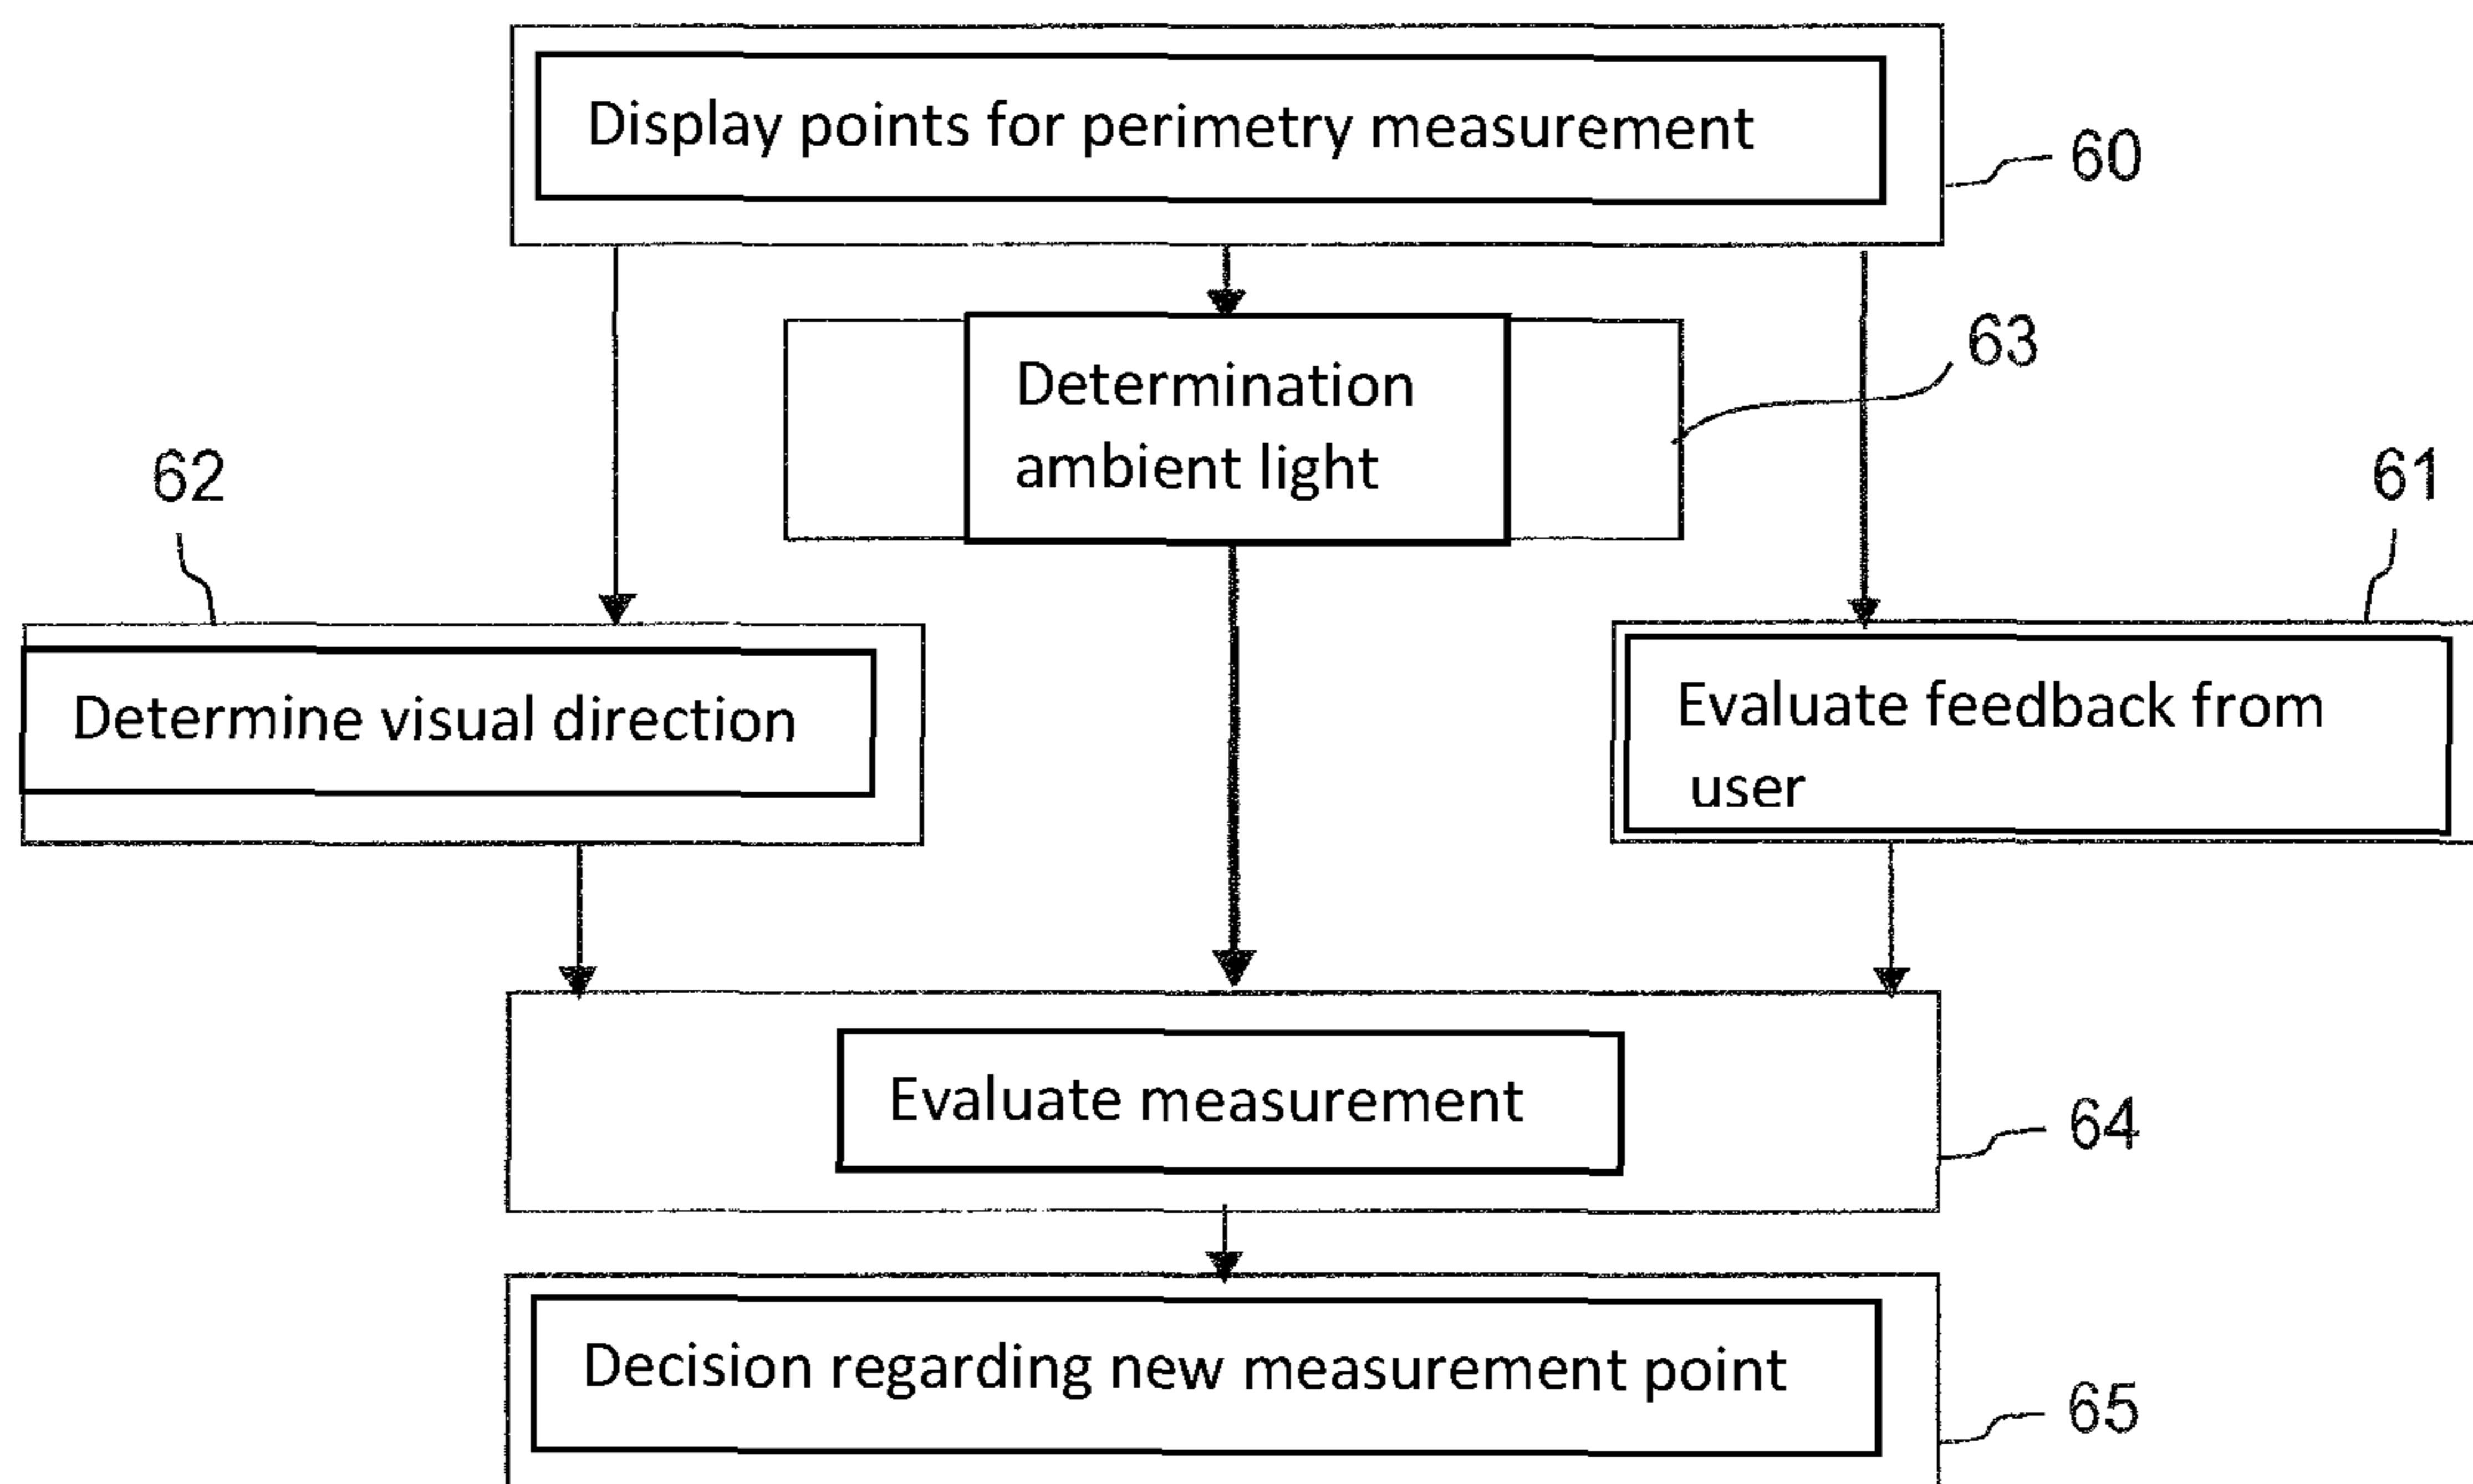 Display points for perimetry measurement
60
Determination
ambient light
63
62
61
Determine visual direction
Evaluate feedback from
user
Evaluate measurement
64
Decision regarding new measurement point
65